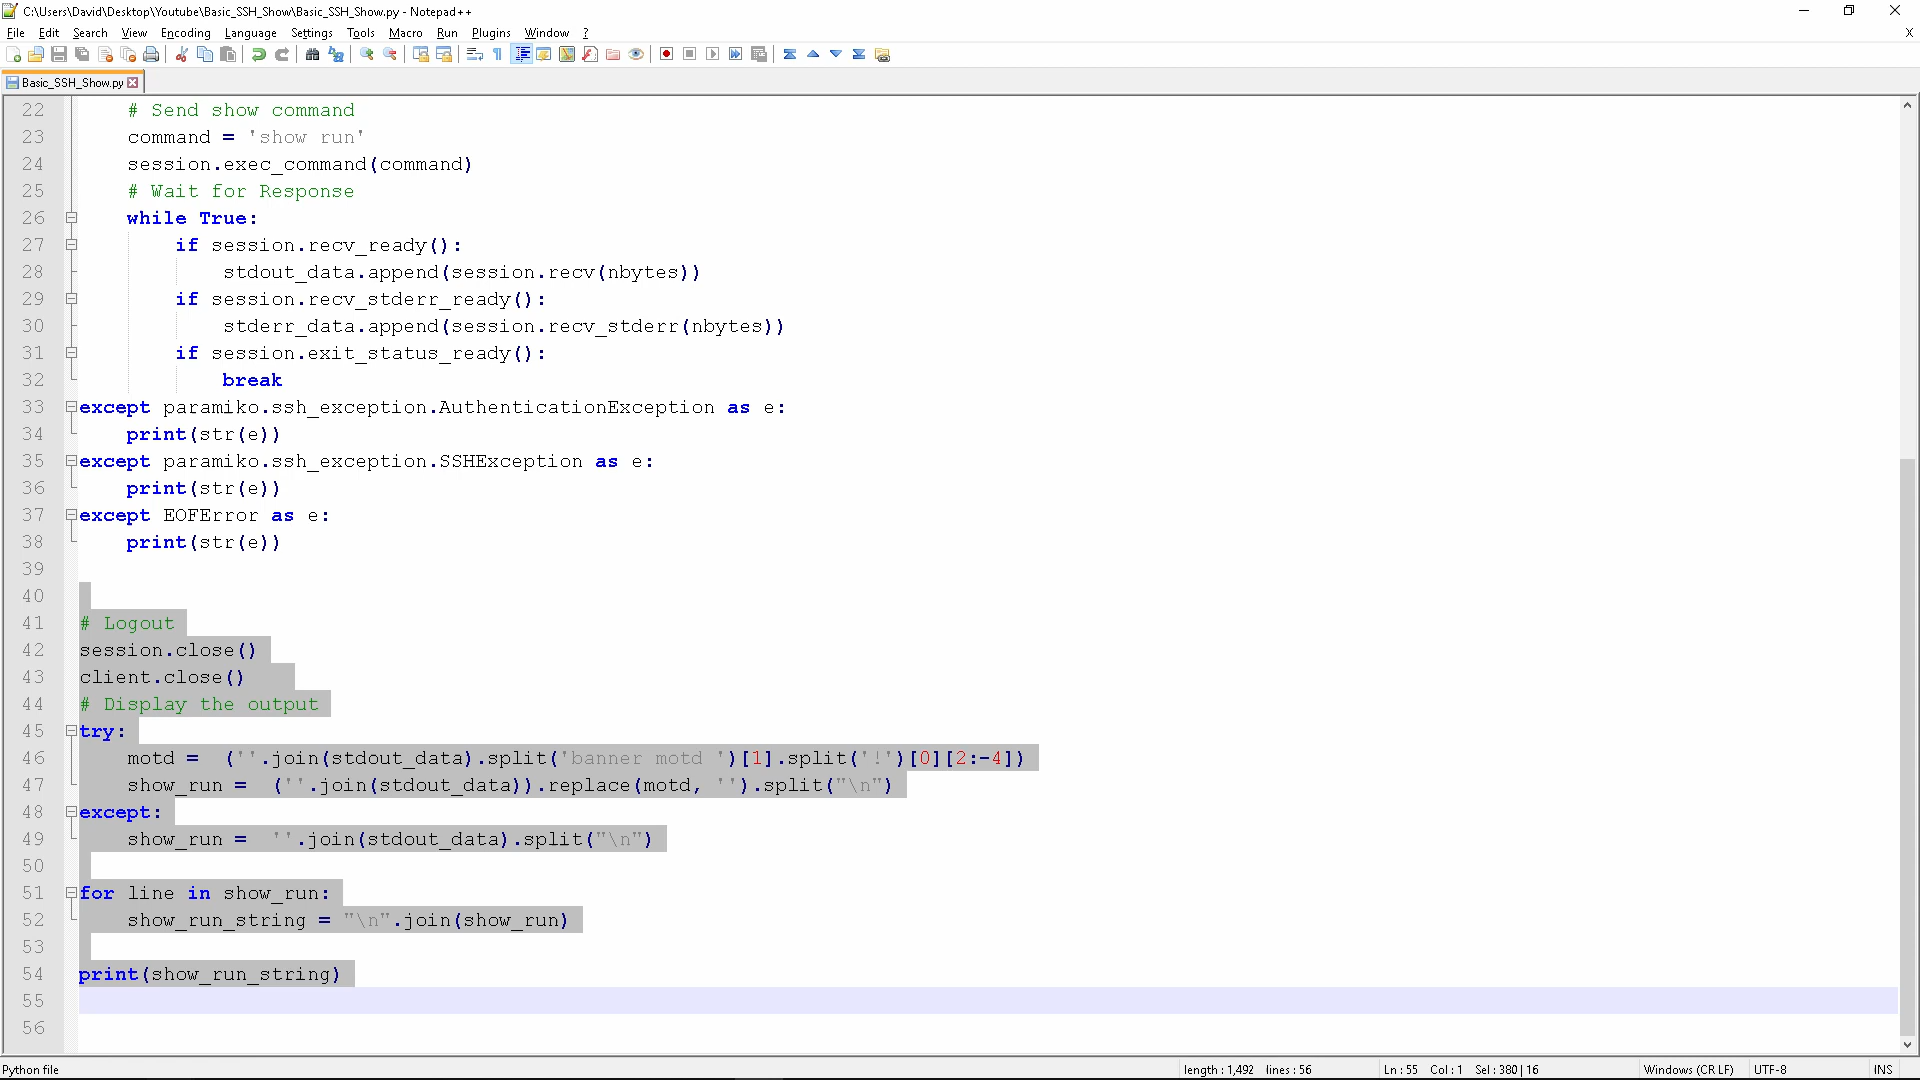 C:\Users\David\Desktop\Youtube\Basic_SSH_Show\Basic_SSH_Show.py - Notepad++
File Edit Search View Encoding Language Settings Tools Macro Run Plugins Window ? X
Basic_SSH_Show.py
22 # Send show command
23 command = 'show run'
24 session.exec_command(command)
25 # Wait for Response
26 while True:
27 if session.recv_ready():
28 stdout_data.append(session.recv(nbytes))
29 if session.recv_stderr_ready():
30 stderr_data.append(session.recv_stderr(nbytes))
31 if session.exit_status_ready():
32 break
33 except paramiko.ssh_exception.AuthenticationException as e:
34 print(str(e))
35 except paramiko.ssh_exception.SSHException as e:
36 print(str(e))
37 except EOFError as e:
38 print(str(e))
39
40
41 # Logout
42 session.close()
43 client.close()
44 # Display the output
45 try:
46 motd = (''.join(stdout_data).split('banner motd ')[1].split('!')[0][2:-4])
47 show_run = (''.join(stdout_data)).replace(motd, '').split("\n")
48 except:
49 show_run = ''.join(stdout_data).split("\n")
50
51 for line in show_run:
52 show_run_string = "\n".join(show_run)
53
54 print(show_run_string)
55
56
Python file length : 1,492 lines : 56 Ln : 55 Col : 1 Sel : 380 | 16 Windows (CR LF) UTF-8 INS